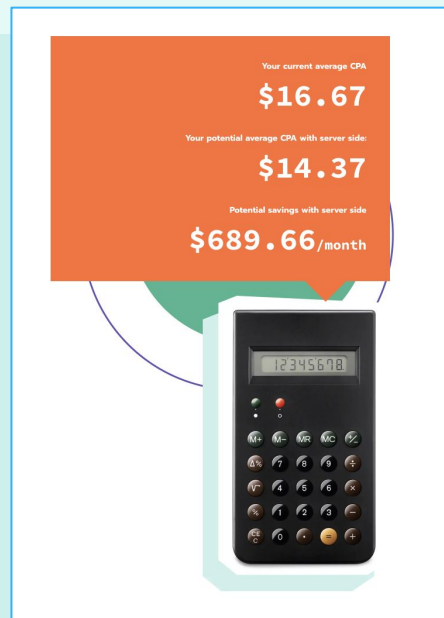 Your current average CPA
$16.67
Your potential average CPA with server side:
$14.37
Potential savings with server side
$689.66/month
12345678
M+ M- MR MC +/-
Δ% 7 8 9 ÷
√ 4 5 6 ×
% 1 2 3 −
CE C 0 · = +